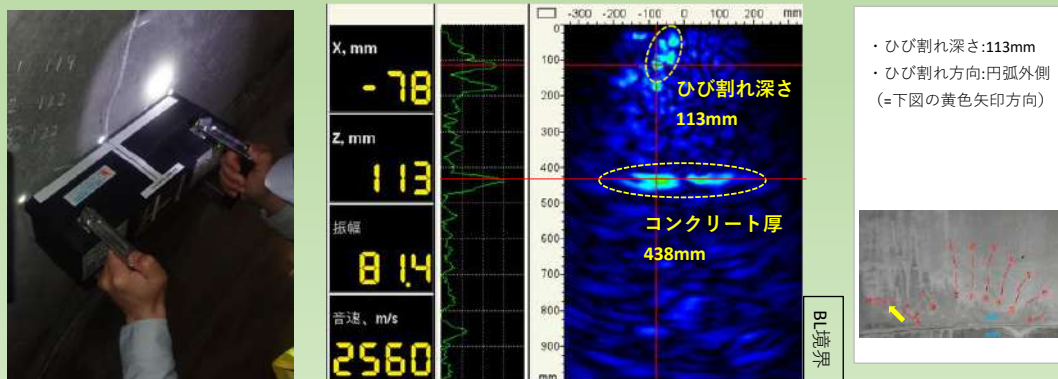 X, mm
-78
Z, mm
113
振幅
81.4
音速、m/s
2560
0
100
200
300
400
500
600
700
800
900
mm
-300 -200 -100 0 100 200 mm
ひび割れ深さ
113mm
コンクリート厚
438mm
BL境界
・ひび割れ深さ:113mm
・ひび割れ方向:円弧外側
(=下図の黄色矢印方向)